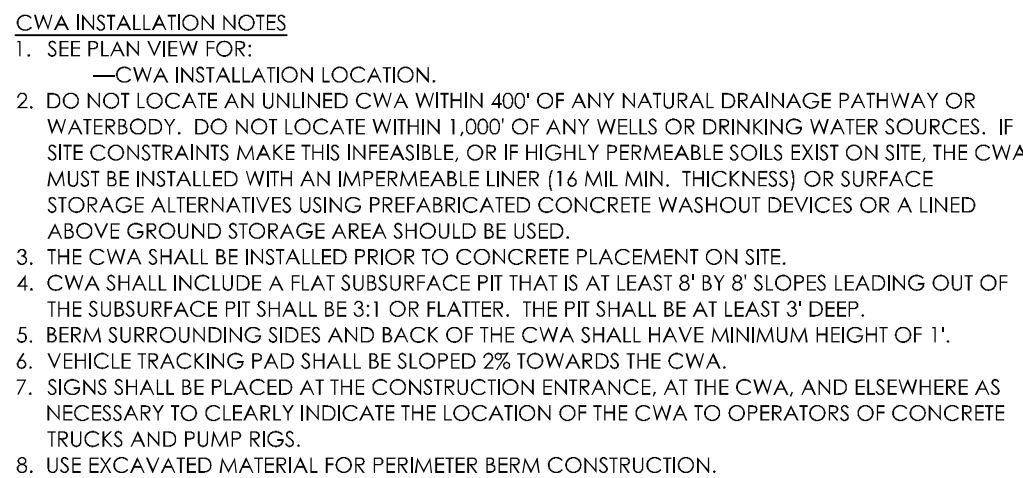 CWA INSTALLATION NOTES
1. SEE PLAN VIEW FOR:
—CWA INSTALLATION LOCATION.
2. DO NOT LOCATE AN UNLINED CWA WITHIN 400' OF ANY NATURAL DRAINAGE PATHWAY OR
WATERBODY. DO NOT LOCATE WITHIN 1,000' OF ANY WELLS OR DRINKING WATER SOURCES. IF
SITE CONSTRAINTS MAKE THIS INFEASIBLE, OR IF HIGHLY PERMEABLE SOILS EXIST ON SITE, THE CWA
MUST BE INSTALLED WITH AN IMPERMEABLE LINER (16 MIL MIN. THICKNESS) OR SURFACE
STORAGE ALTERNATIVES USING PREFABRICATED CONCRETE WASHOUT DEVICES OR A LINED
ABOVE GROUND STORAGE AREA SHOULD BE USED.
3. THE CWA SHALL BE INSTALLED PRIOR TO CONCRETE PLACEMENT ON SITE.
4. CWA SHALL INCLUDE A FLAT SUBSURFACE PIT THAT IS AT LEAST 8' BY 8' SLOPES LEADING OUT OF
THE SUBSURFACE PIT SHALL BE 3:1 OR FLATTER. THE PIT SHALL BE AT LEAST 3' DEEP.
5. BERM SURROUNDING SIDES AND BACK OF THE CWA SHALL HAVE MINIMUM HEIGHT OF 1'.
6. VEHICLE TRACKING PAD SHALL BE SLOPED 2% TOWARDS THE CWA.
7. SIGNS SHALL BE PLACED AT THE CONSTRUCTION ENTRANCE, AT THE CWA, AND ELSEWHERE AS
NECESSARY TO CLEARLY INDICATE THE LOCATION OF THE CWA TO OPERATORS OF CONCRETE
TRUCKS AND PUMP RIGS.
8. USE EXCAVATED MATERIAL FOR PERIMETER BERM CONSTRUCTION.